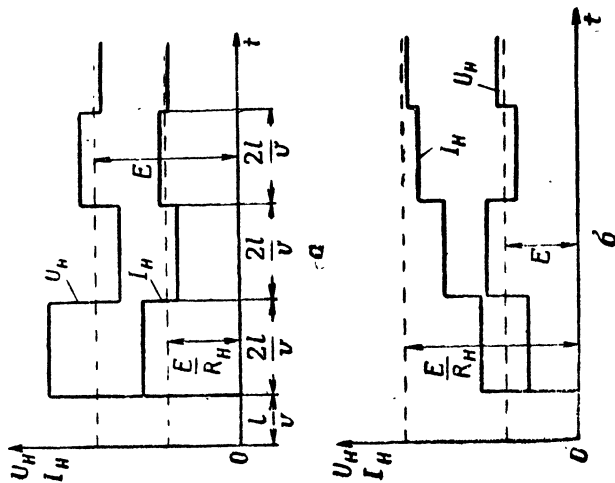 U_H
I_H
U_H
I_H
E
E/R_H
0
t
l/v
2l/v
2l/v
2l/v
а
U_H
I_H
I_H
U_H
E/R_H
E
0
t
б